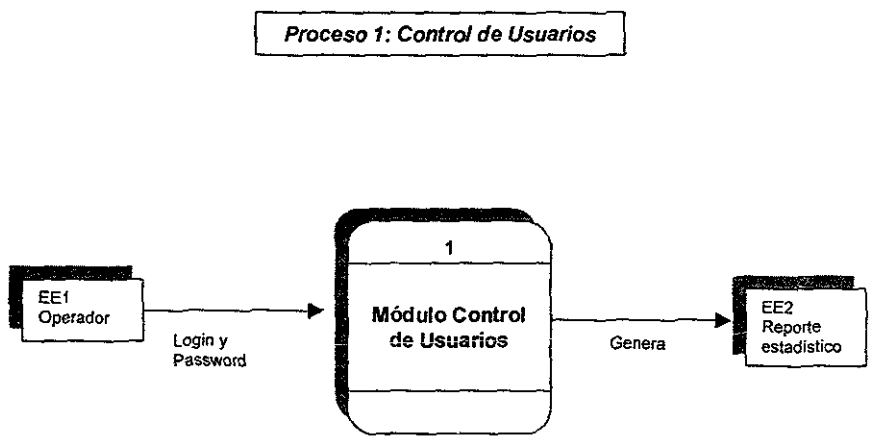 Proceso 1: Control de Usuarios
1
EE1
Operador
Login y
Password
Módulo Control
de Usuarios
Genera
EE2
Reporte
estadístico